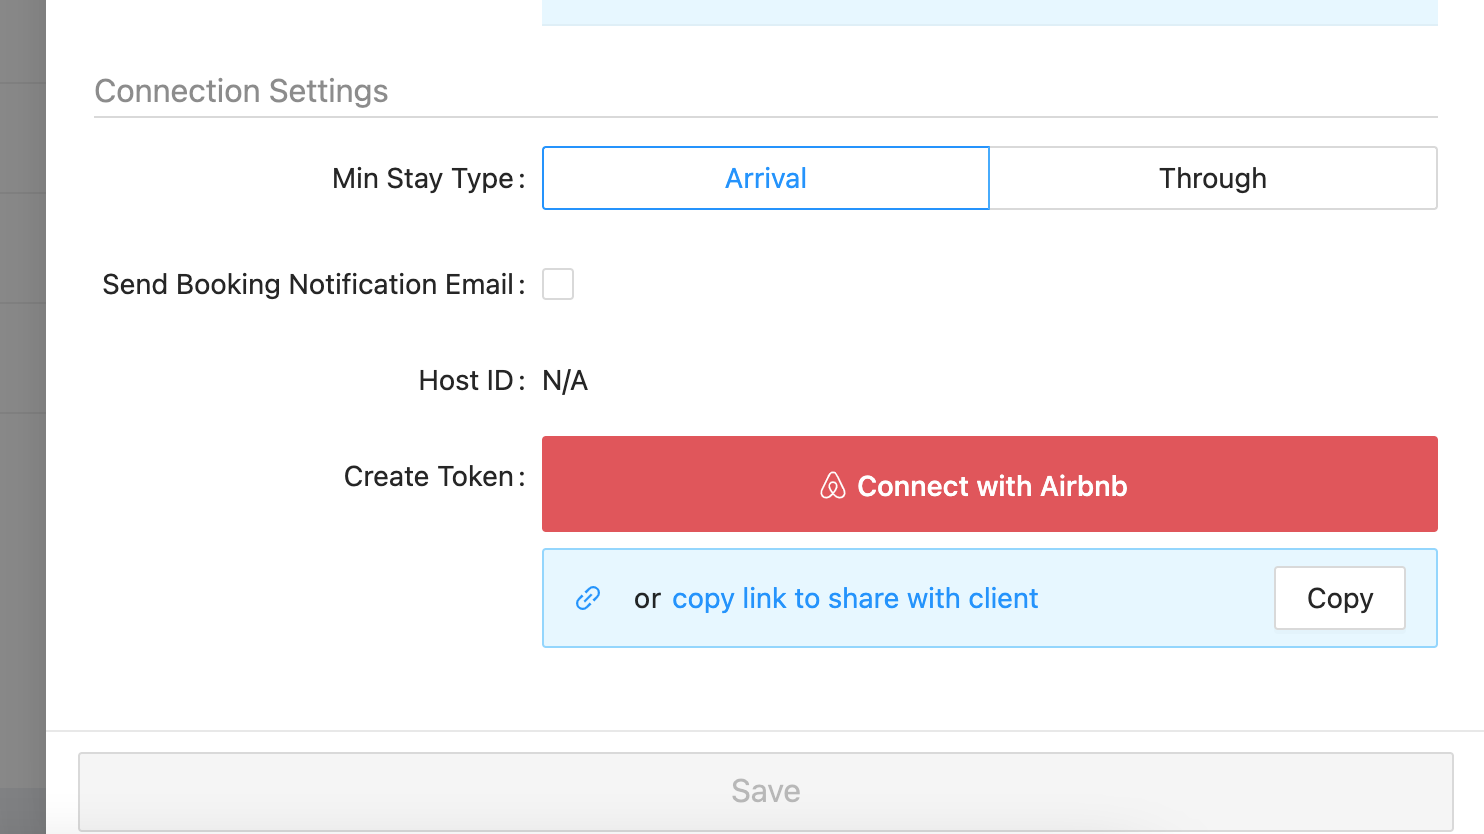 Connection Settings
Min Stay Type: Arrival Through
Send Booking Notification Email:
Host ID: N/A
Create Token: Connect with Airbnb
or copy link to share with client Copy
Save